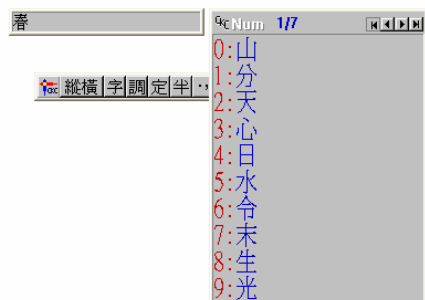 春
Num 1/7
縱橫 字 調 定 半 ·,
0:山
1:分
2:天
3:心
4:日
5:水
6:令
7:末
8:生
9:光